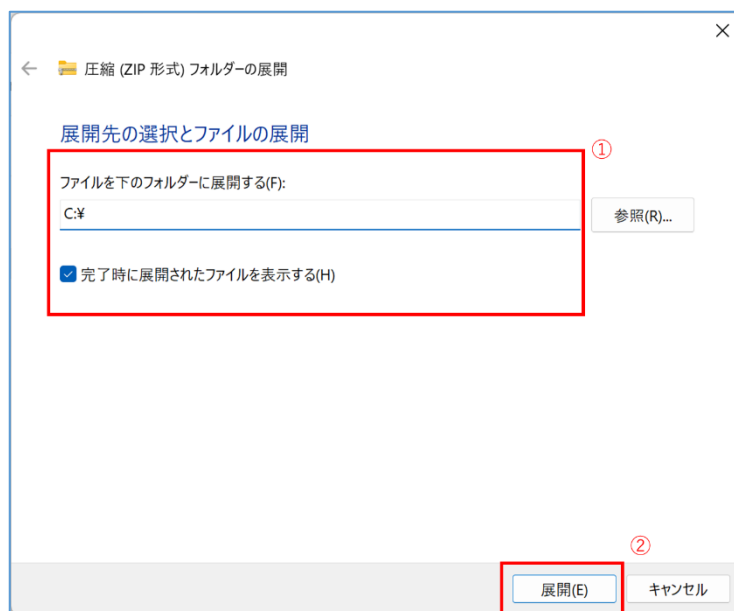 圧縮 (ZIP 形式) フォルダーの展開
展開先の選択とファイルの展開
①
ファイルを下のフォルダーに展開する(F):
C:¥
参照(R)...
完了時に展開されたファイルを表示する(H)
②
展開(E)
キャンセル